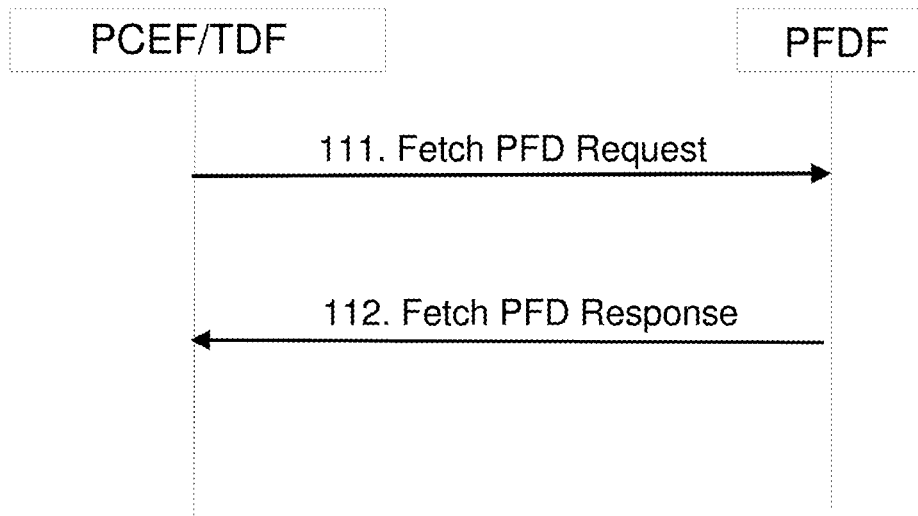 PCEF/TDF
PFDF
111. Fetch PFD Request
112. Fetch PFD Response